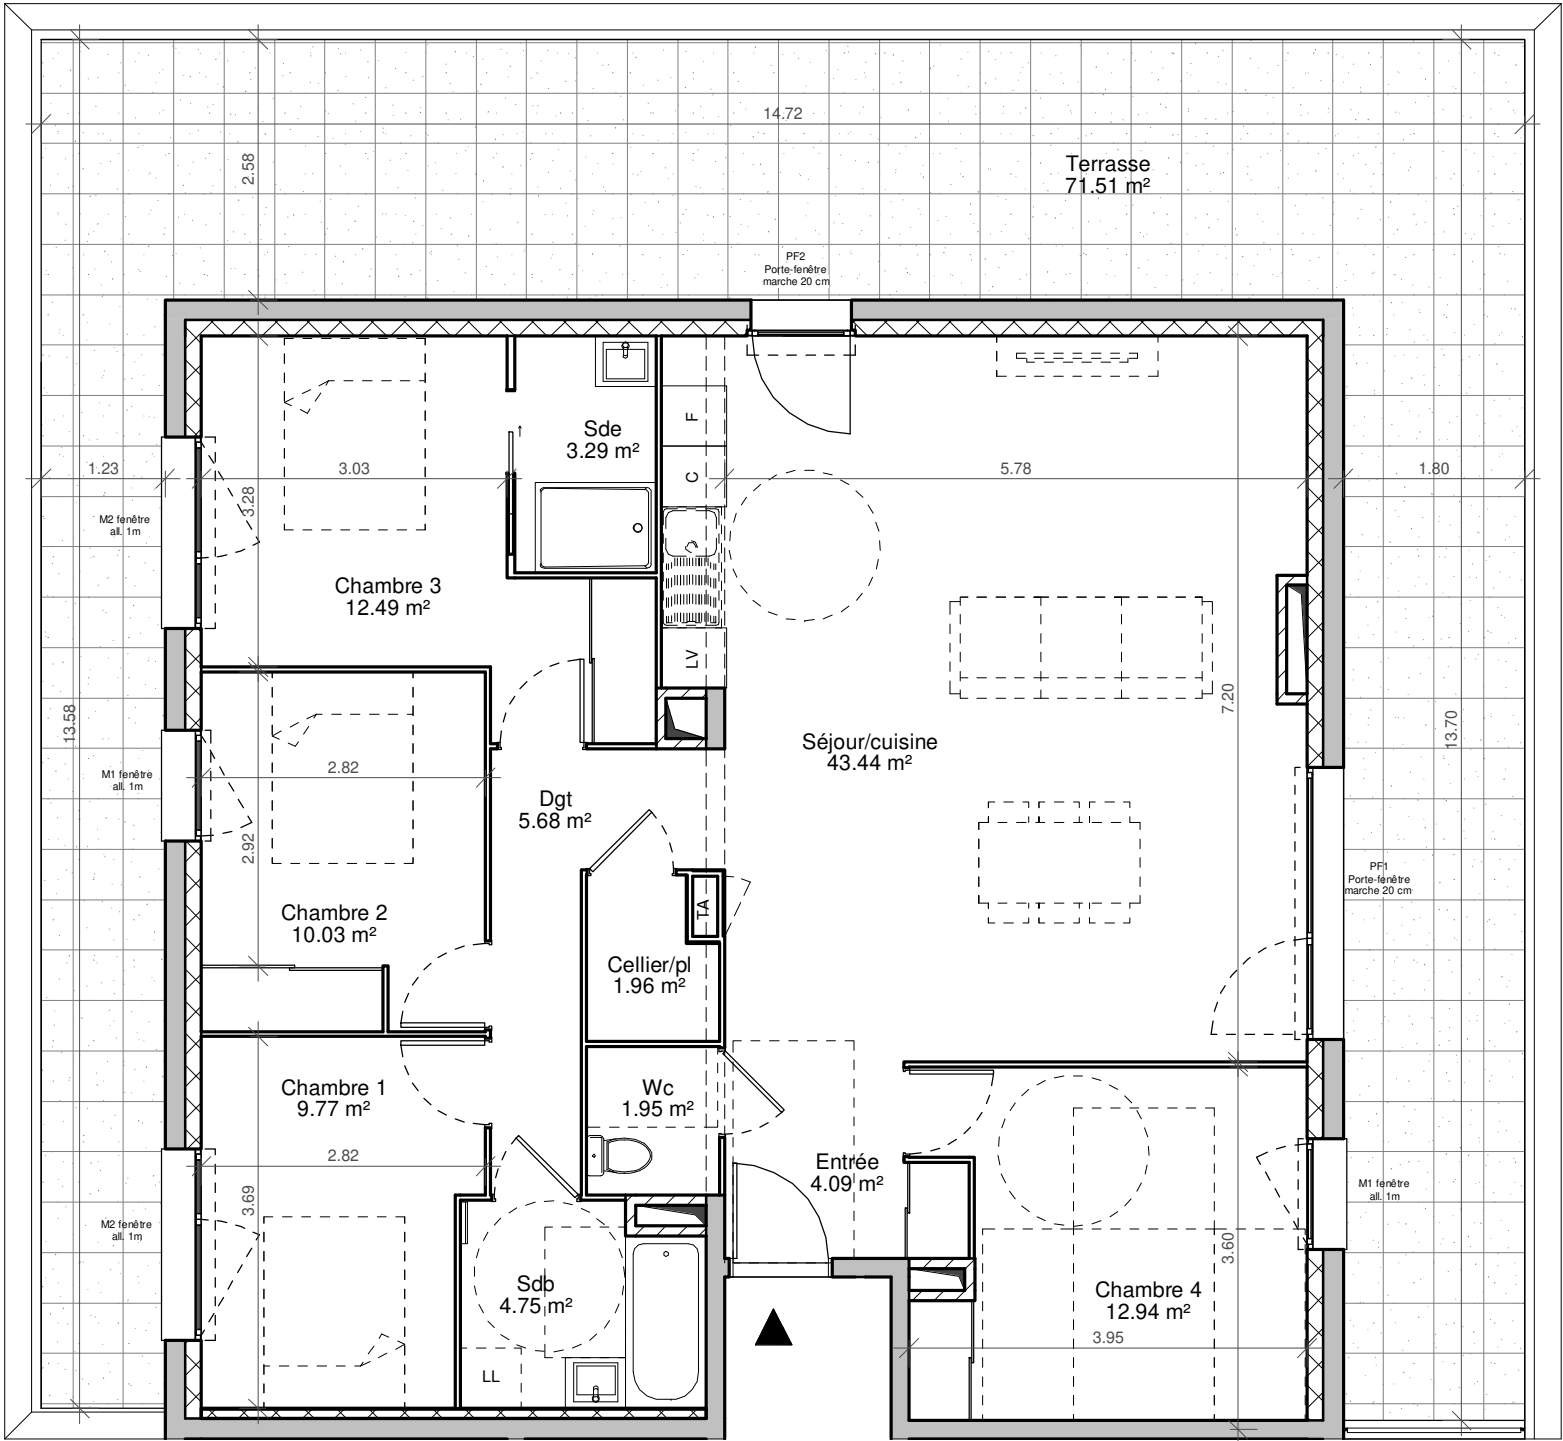 14.72
2.58
Terrasse
71.51 m²
PF2
Porte-fenêtre
marche 20 cm
F
Sde
3.29 m²
1.23
3.03
C
5.78
1.80
3.28
M2 fenêtre
all. 1m
Chambre 3
12.49 m²
LV
7.20
13.58
13.70
Séjour/cuisine
43.44 m²
M1 fenêtre
all. 1m
2.82
Dgt
5.68 m²
2.92
PF1
Porte-fenêtre
marche 20 cm
TA
Chambre 2
10.03 m²
Cellier/pl
1.96 m²
Chambre 1
9.77 m²
Wc
1.95 m²
2.82
Entrée
4.09 m²
M1 fenêtre
all. 1m
3.69
M2 fenêtre
all. 1m
3.60
Sdb
4.75 m²
Chambre 4
12.94 m²
3.95
LL